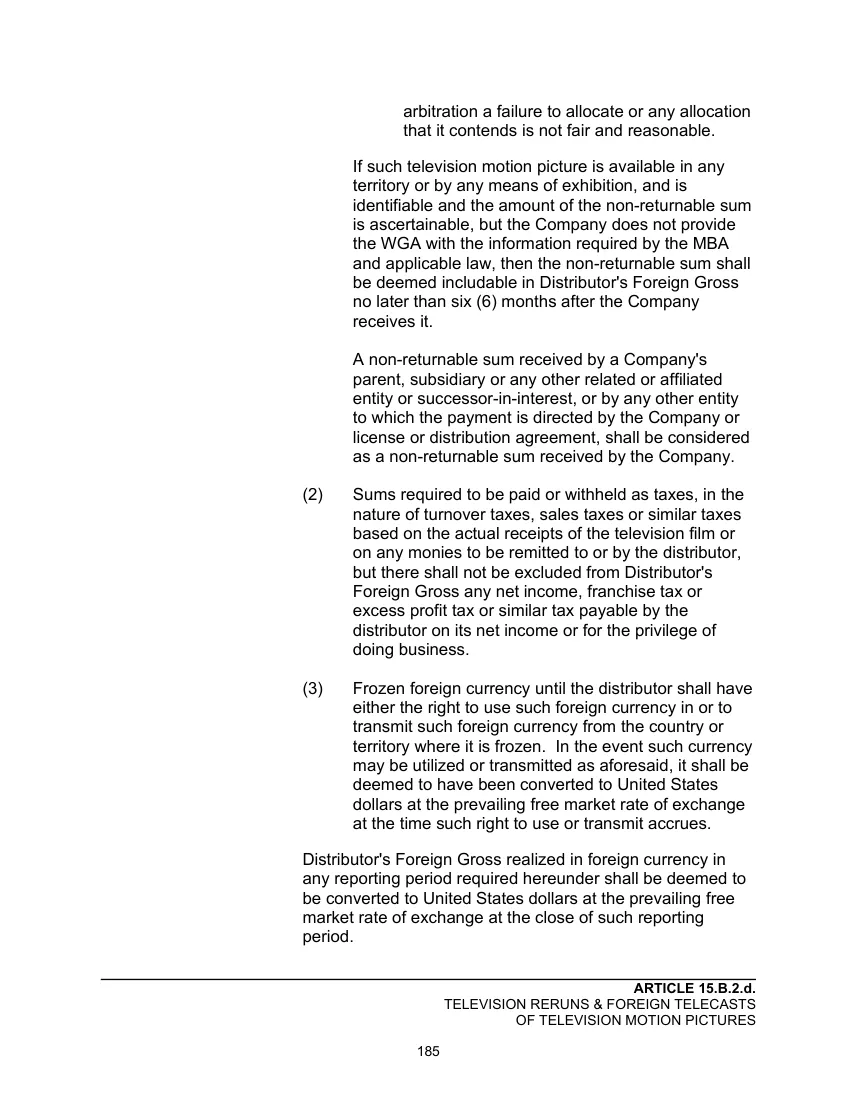 arbitration a failure to allocate or any allocation
that it contends is not fair and reasonable.
If such television motion picture is available in any
territory or by any means of exhibition, and is
identifiable and the amount of the non-returnable sum
is ascertainable, but the Company does not provide
the WGA with the information required by the MBA
and applicable law, then the non-returnable sum shall
be deemed includable in Distributor's Foreign Gross
no later than six (6) months after the Company
receives it.
A non-returnable sum received by a Company's
parent, subsidiary or any other related or affiliated
entity or successor-in-interest, or by any other entity
to which the payment is directed by the Company or
license or distribution agreement, shall be considered
as a non-returnable sum received by the Company.
(2) Sums required to be paid or withheld as taxes, in the
nature of turnover taxes, sales taxes or similar taxes
based on the actual receipts of the television film or
on any monies to be remitted to or by the distributor,
but there shall not be excluded from Distributor's
Foreign Gross any net income, franchise tax or
excess profit tax or similar tax payable by the
distributor on its net income or for the privilege of
doing business.
(3) Frozen foreign currency until the distributor shall have
either the right to use such foreign currency in or to
transmit such foreign currency from the country or
territory where it is frozen.  In the event such currency
may be utilized or transmitted as aforesaid, it shall be
deemed to have been converted to United States
dollars at the prevailing free market rate of exchange
at the time such right to use or transmit accrues.
Distributor's Foreign Gross realized in foreign currency in
any reporting period required hereunder shall be deemed to
be converted to United States dollars at the prevailing free
market rate of exchange at the close of such reporting
period.
ARTICLE 15.B.2.d.
TELEVISION RERUNS & FOREIGN TELECASTS
OF TELEVISION MOTION PICTURES
185